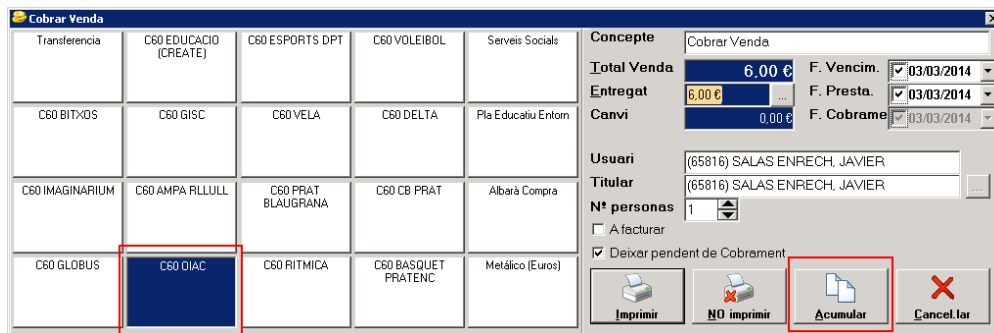 Cobrar Venda
Transferencia
C60 EDUCACIO
(CREATE)
C60 ESPORTS DPT
C60 VOLEIBOL
Serveis Socials
C60 BITXOS
C60 GISC
C60 VELA
C60 DELTA
Pla Educatiu Entorn
C60 IMAGINARIUM
C60 AMPA RLLULL
C60 PRAT
BLAUGRANA
C60 CB PRAT
Albarà Compra
C60 GLOBUS
C60 OIAC
C60 RITMICA
C60 BASQUET
PRATENC
Metálico (Euros)
Concepte Cobrar Venda
Total Venda 6,00 € F. Vencim. 03/03/2014
Entregat 6,00 € ... F. Presta. 03/03/2014
Canvi 0,00 € F. Cobrame 03/03/2014
Usuari (65816) SALAS ENRECH, JAVIER
Titular (65816) SALAS ENRECH, JAVIER ...
Nº personas 1
A facturar
Deixar pendent de Cobrament
Imprimir NO imprimir Acumular Cancel.lar